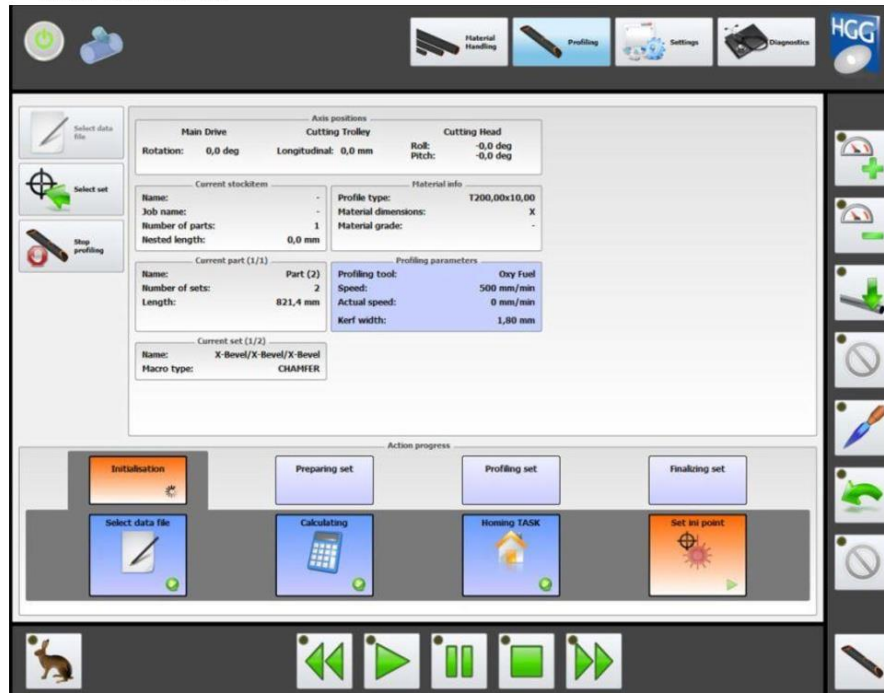 Material Handling
Profiling
Settings
Diagnostics
HGG
Select data file
Select set
Stop profiling
Axis positions
Main Drive Cutting Trolley Cutting Head
Rotation: 0,0 deg Longitudinal: 0,0 mm Roll: -0,0 deg
Pitch: -0,0 deg
Current stockitem
Name: -
Job name: -
Number of parts: 1
Nested length: 0,0 mm
Material info
Profile type: T200,00x10,00
Material dimensions: X
Material grade: -
Current part (1/1)
Name: Part (2)
Number of sets: 2
Length: 821,4 mm
Profiling parameters
Profiling tool: Oxy Fuel
Speed: 500 mm/min
Actual speed: 0 mm/min
Kerf width: 1,80 mm
Current set (1/2)
Name: X-Bevel/X-Bevel/X-Bevel
Macro type: CHAMFER
Action progress
Initialisation
Preparing set
Profiling set
Finalizing set
Select data file
Calculating
Homing TASK
Set ini point